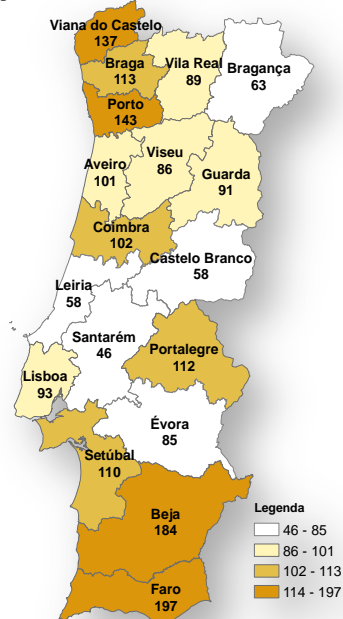 Viana do Castelo
137
Braga
113
Vila Real
89
Bragança
63
Porto
143
Aveiro
101
Viseu
86
Guarda
91
Coimbra
102
Castelo Branco
58
Leiria
58
Santarém
46
Portalegre
112
Lisboa
93
Évora
85
Setúbal
110
Beja
184
Faro
197
Legenda
46 - 85
86 - 101
102 - 113
114 - 197